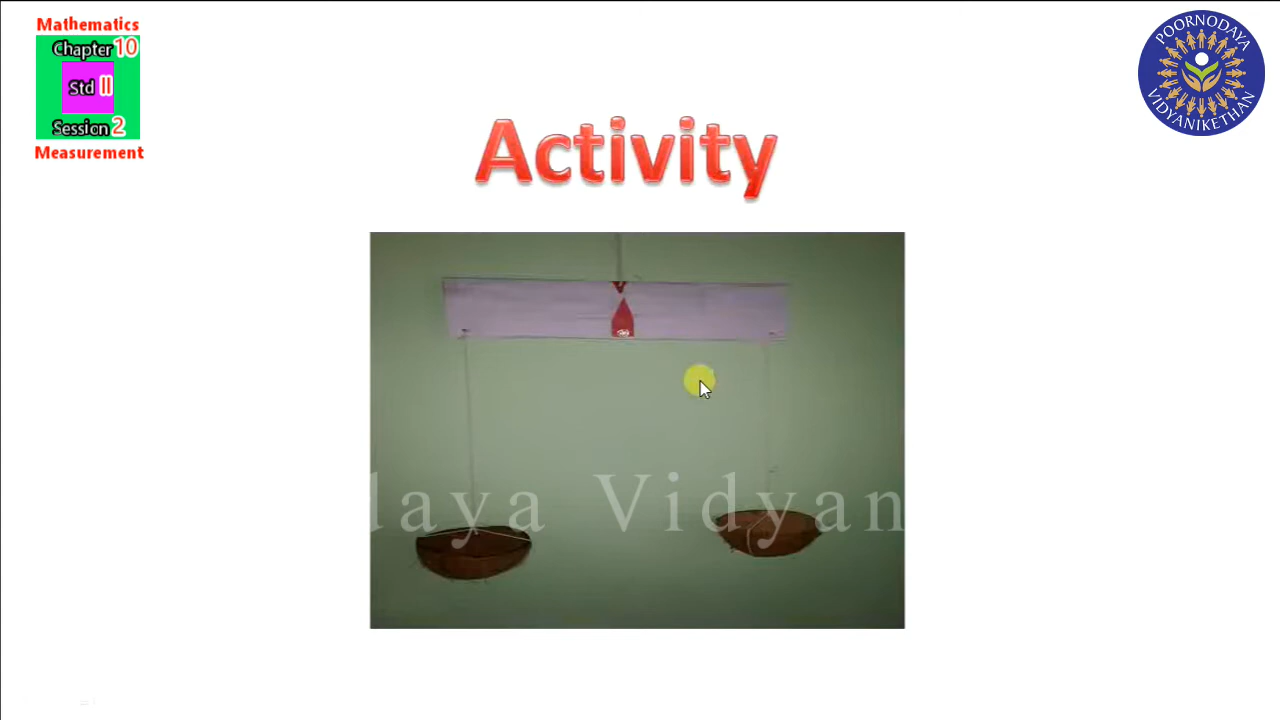 Mathematics
Chapter 10
Std II
Session 2
Measurement
POORNODAYA
VIDYANIKETHAN
Activity
daya Vidyan